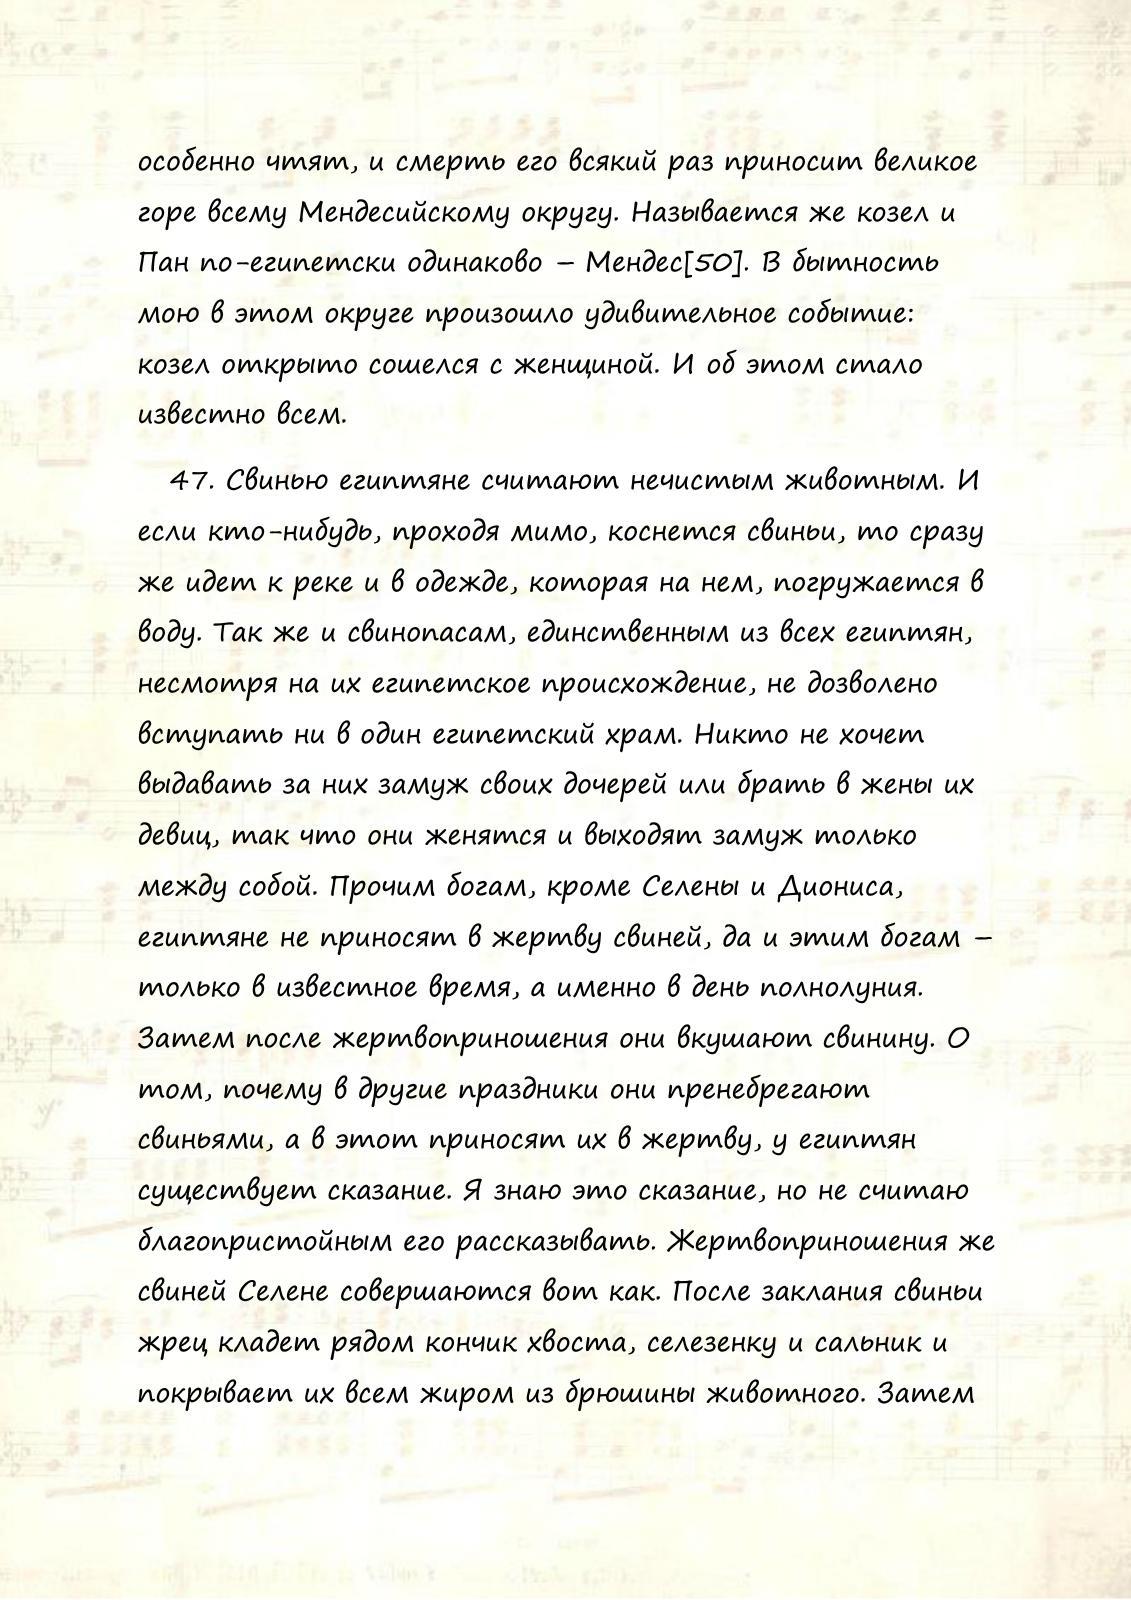 особенно чтят, и смерть его всякий раз приносит великое
горе всему Мендесийскому округу. Называется же козел и
Пан по-египетски одинаково – Мендес[50]. В бытность
мою в этом округе произошло удивительное событие:
козел открыто сошелся с женщиной. И об этом стало
известно всем.
47. Свинью египтяне считают нечистым животным. И
если кто-нибудь, проходя мимо, коснется свиньи, то сразу
же идет к реке и в одежде, которая на нем, погружается в
воду. Так же и свинопасам, единственным из всех египтян,
несмотря на их египетское происхождение, не дозволено
вступать ни в один египетский храм. Никто не хочет
выдавать за них замуж своих дочерей или брать в жены их
девиц, так что они женятся и выходят замуж только
между собой. Прочим богам, кроме Селены и Диониса,
египтяне не приносят в жертву свиней, да и этим богам –
только в известное время, а именно в день полнолуния.
Затем после жертвоприношения они вкушают свинину. О
том, почему в другие праздники они пренебрегают
свиньями, а в этот приносят их в жертву, у египтян
существует сказание. Я знаю это сказание, но не считаю
благопристойным его рассказывать. Жертвоприношения же
свиней Селене совершаются вот как. После заклания свиньи
жрец кладет рядом кончик хвоста, селезенку и сальник и
покрывает их всем жиром из брюшины животного. Затем